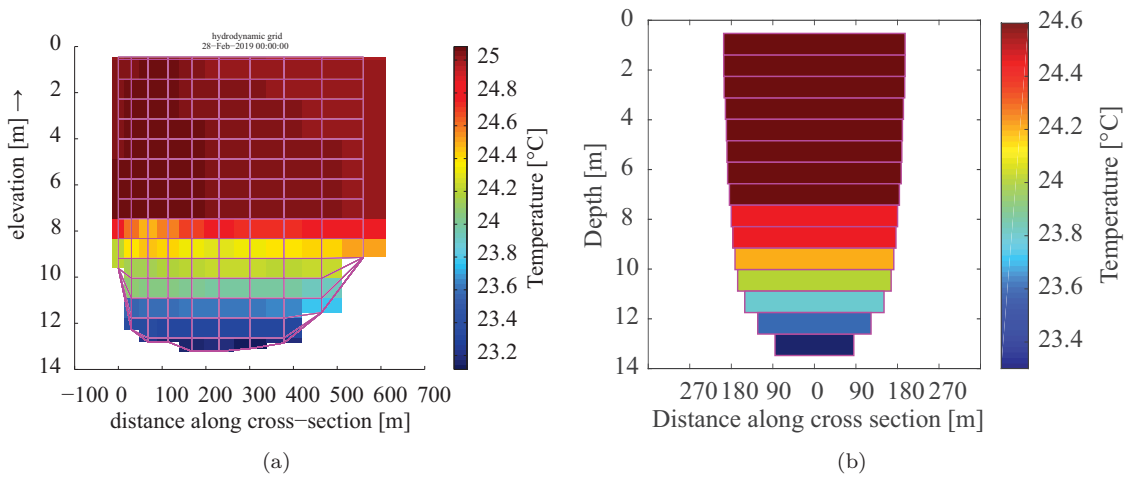 hydrodynamic grid
28−Feb−2019 00:00:00
elevation [m] →
0
2
4
6
8
10
12
14
−100 0 100 200 300 400 500 600 700
distance along cross−section [m]
25
24.8
24.6
24.4
24.2
24
23.8
23.6
23.4
23.2
Temperature [°C]
(a)
Depth [m]
0
2
4
6
8
10
12
14
270 180 90 0 90 180 270
Distance along cross section [m]
24.6
24.4
24.2
24
23.8
23.6
23.4
Temperature [°C]
(b)